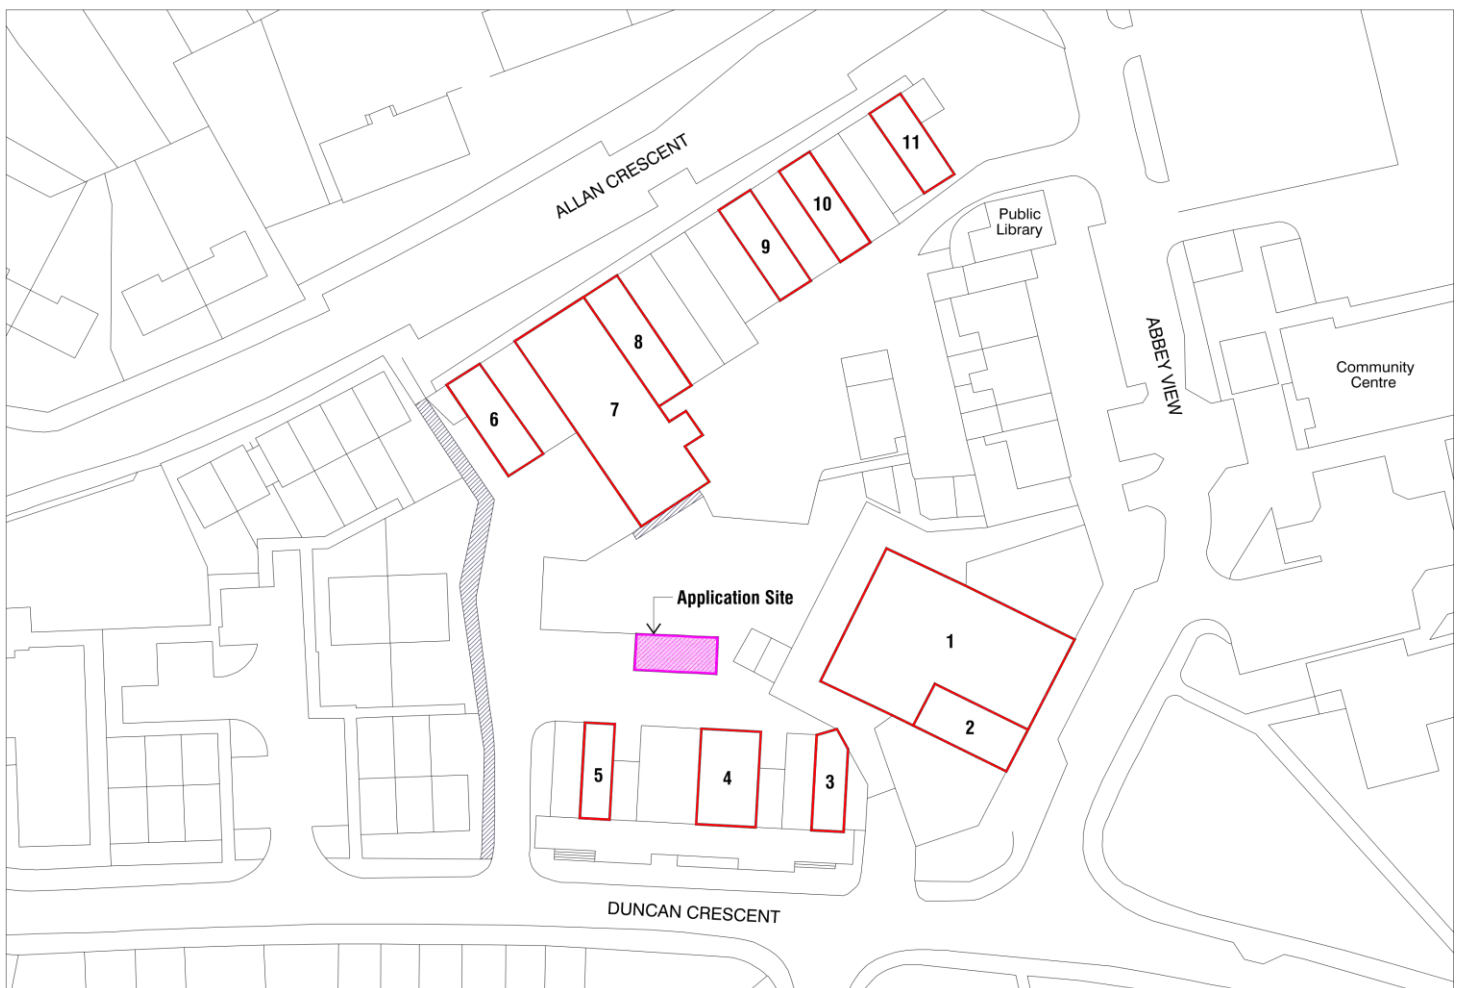 ALLAN CRESCENT
11
10
9
8
7
6
Public
Library
ABBEY VIEW
Community
Centre
Application Site
1
2
3
4
5
DUNCAN CRESCENT